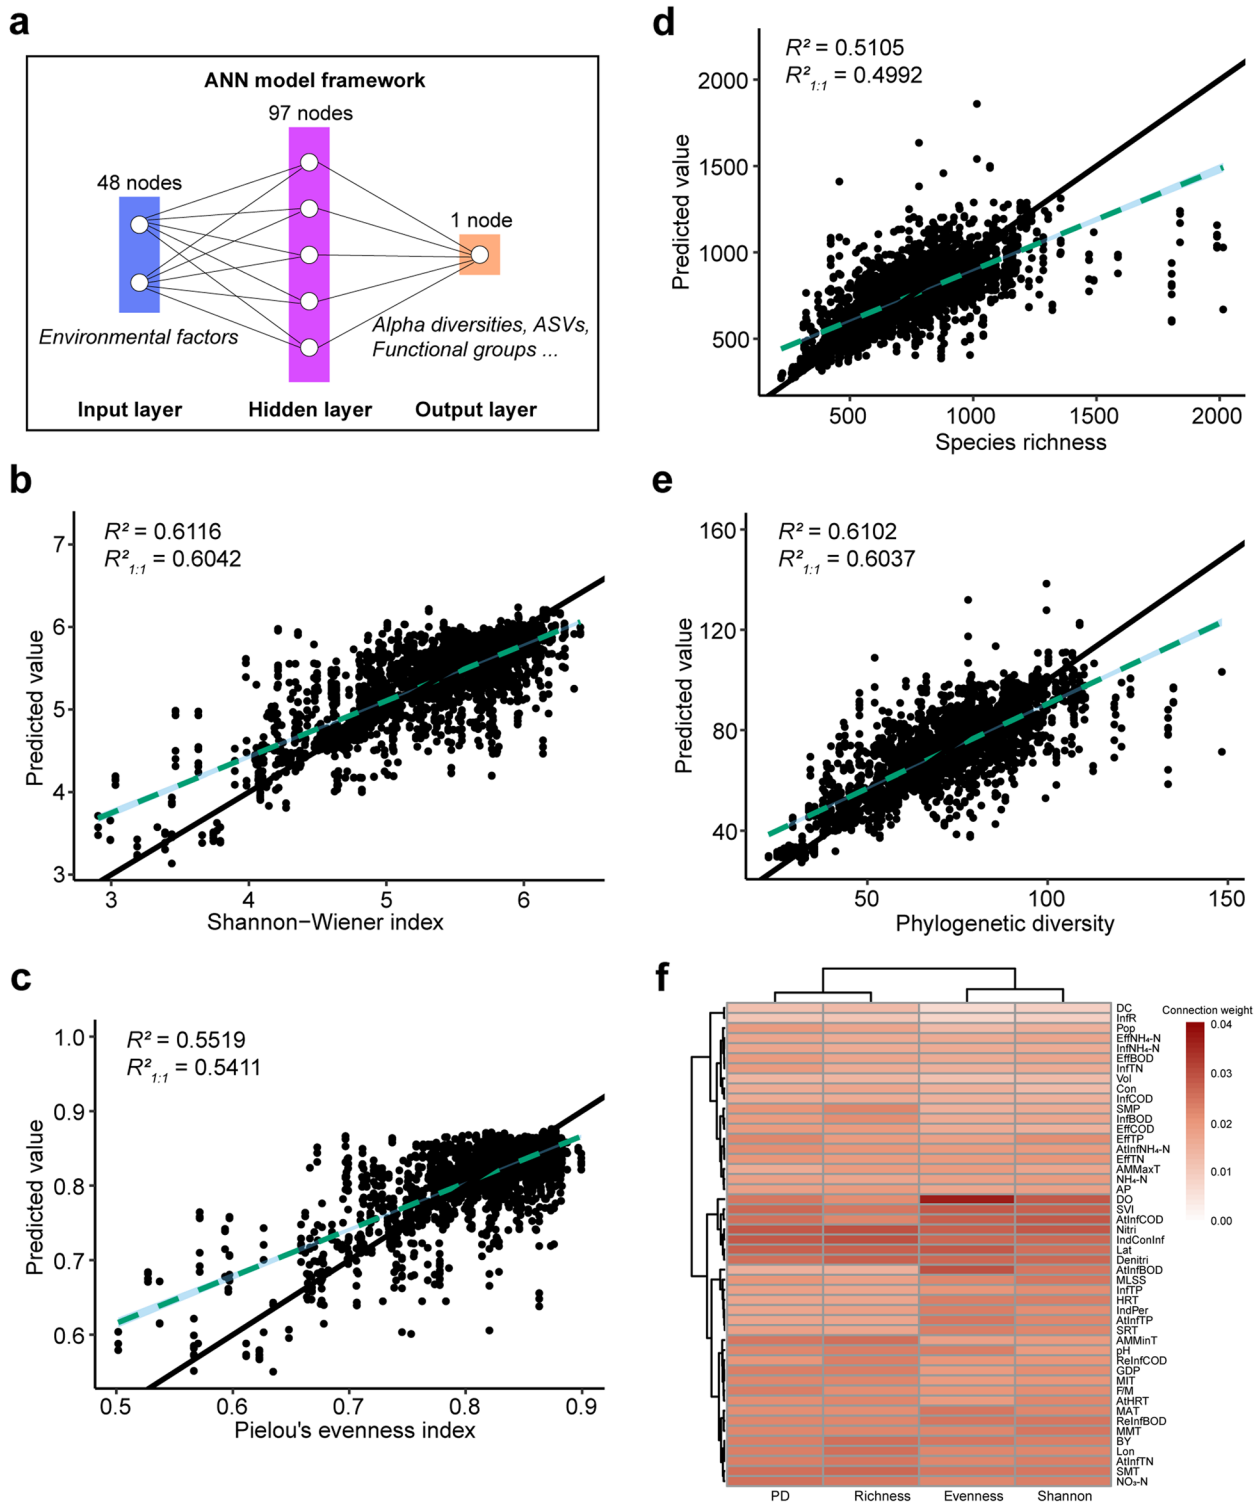 a
ANN model framework
97 nodes
48 nodes
1 node
Environmental factors
Alpha diversities, ASVs,
Functional groups ...
Input layer
Hidden layer
Output layer
b
R² = 0.6116
R²1:1 = 0.6042
7
6
5
4
3
Predicted value
3 4 5 6
Shannon−Wiener index
c
R² = 0.5519
R²1:1 = 0.5411
1.0
0.9
0.8
0.7
0.6
Predicted value
0.5 0.6 0.7 0.8 0.9
Pielou's evenness index
d
R² = 0.5105
R²1:1 = 0.4992
2000
1500
1000
500
Predicted value
500 1000 1500 2000
Species richness
e
R² = 0.6102
R²1:1 = 0.6037
160
120
80
40
Predicted value
50 100 150
Phylogenetic diversity
f
DC
InfR
Pop
EffNH₄-N
InfNH₄-N
EffBOD
InfTN
Vol
Con
InfCOD
SMP
InfBOD
EffCOD
EffTP
AtInfNH₄-N
EffTN
AMMaxT
NH₄-N
AP
DO
SVI
AtInfCOD
Nitri
IndConInf
Lat
Denitri
AtInfBOD
MLSS
InfTP
HRT
IndPer
AtInfTP
SRT
AMMinT
pH
ReInfCOD
GDP
MIT
F/M
AtHRT
MAT
ReInfBOD
MMT
BY
Lon
AtInfTN
SMT
NO₃-N
PD Richness Evenness Shannon
Connection weight
0.04
0.03
0.02
0.01
0.00